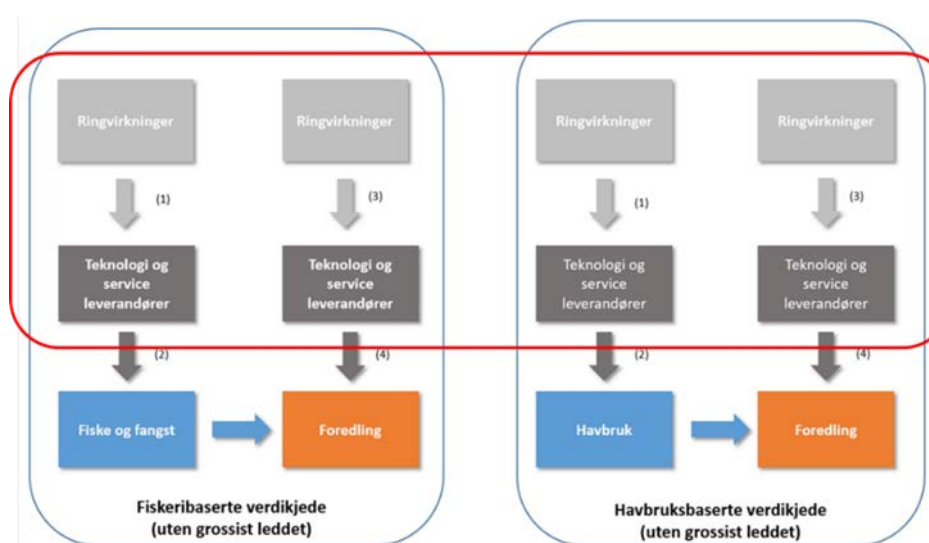 Ringvirkninger
Ringvirkninger
(1)
(3)
Teknologi og
service
leverandører
Teknologi og
service
leverandører
(2)
(4)
Fiske og fangst
Foredling
Fiskeribaserte verdikjede
(uten grossist leddet)
Ringvirkninger
Ringvirkninger
(1)
(3)
Teknologi og
service
leverandører
Teknologi og
service
leverandører
(2)
(4)
Havbruk
Foredling
Havbruksbaserte verdikjede
(uten grossist leddet)